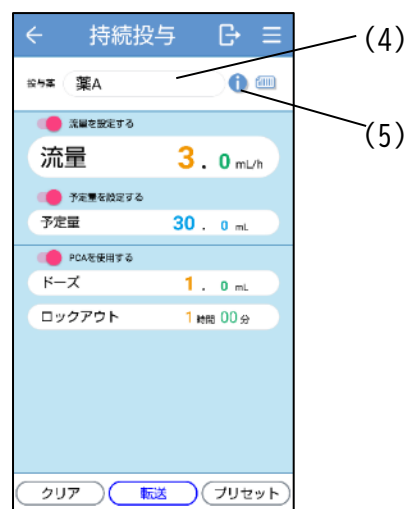 持続投与
(4)
投与薬 薬A
(5)
流量を設定する
流量 3 . 0 mL/h
予定量を設定する
予定量 30 . 0 mL
PCAを使用する
ドーズ 1 . 0 mL
ロックアウト 1 時間 00 分
クリア 転送 プリセット